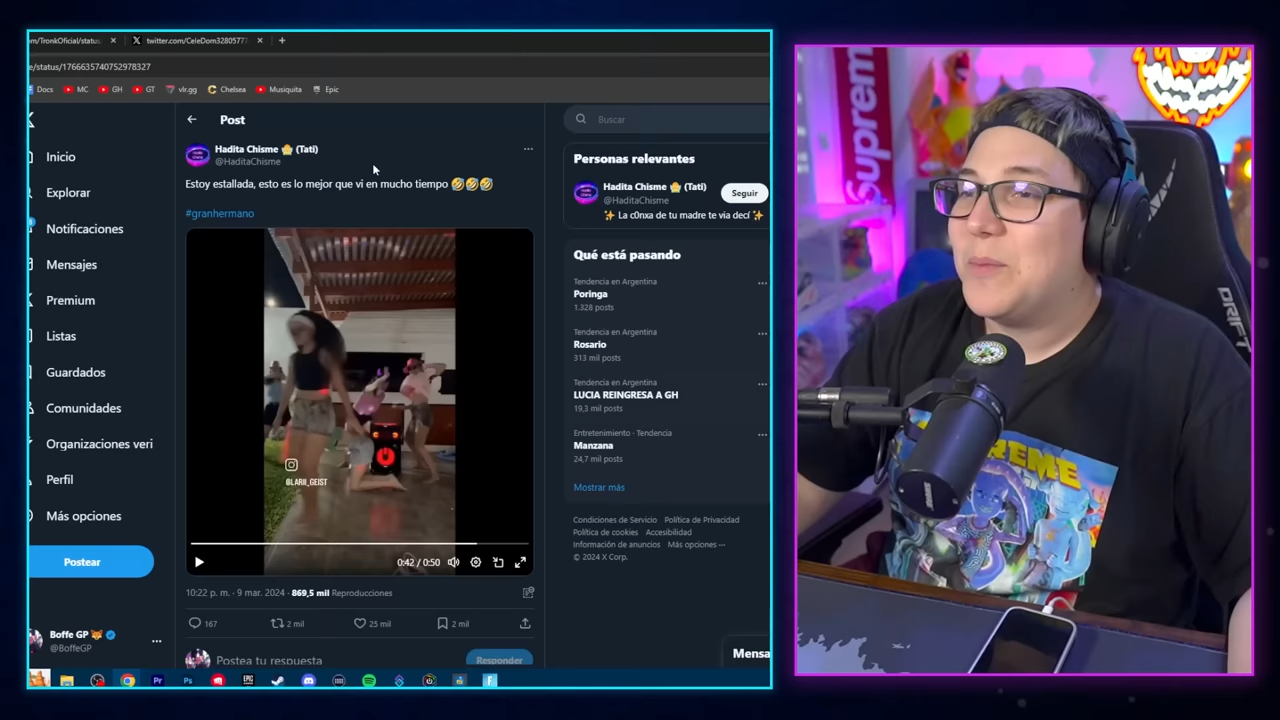 om/TronkOficial/status
twitter.com/CeleDom3280577
e/status/1766635740752978327
Docs
MC
GH
GT
vlr.gg
Chelsea
Musiquita
Epic
Inicio
Explorar
Notificaciones
Mensajes
Premium
Listas
Guardados
Comunidades
Organizaciones veri
Perfil
Más opciones
Postear
Boffe GP
@BoffeGP
Post
Hadita Chisme (Tati)
@HaditaChisme
Estoy estallada, esto es lo mejor que vi en mucho tiempo 🤣🤣🤣
#granhermano
@LARII_GEIST
0:42 / 0:50
10:22 p. m. · 9 mar. 2024 · 869,5 mil Reproducciones
167
2 mil
25 mil
2 mil
Postea tu respuesta
Responder
Buscar
Personas relevantes
Hadita Chisme (Tati)
@HaditaChisme
Seguir
✨ La c0nxa de tu madre te via decí ✨
Qué está pasando
Tendencia en Argentina
Poringa
1.328 posts
Tendencia en Argentina
Rosario
313 mil posts
Tendencia en Argentina
LUCIA REINGRESA A GH
19,3 mil posts
Entretenimiento · Tendencia
Manzana
24,7 mil posts
Mostrar más
Condiciones de Servicio Política de Privacidad
Política de cookies Accesibilidad
Información de anuncios Más opciones ···
© 2024 X Corp.
Mensa
Suprem
DRIFT
REME